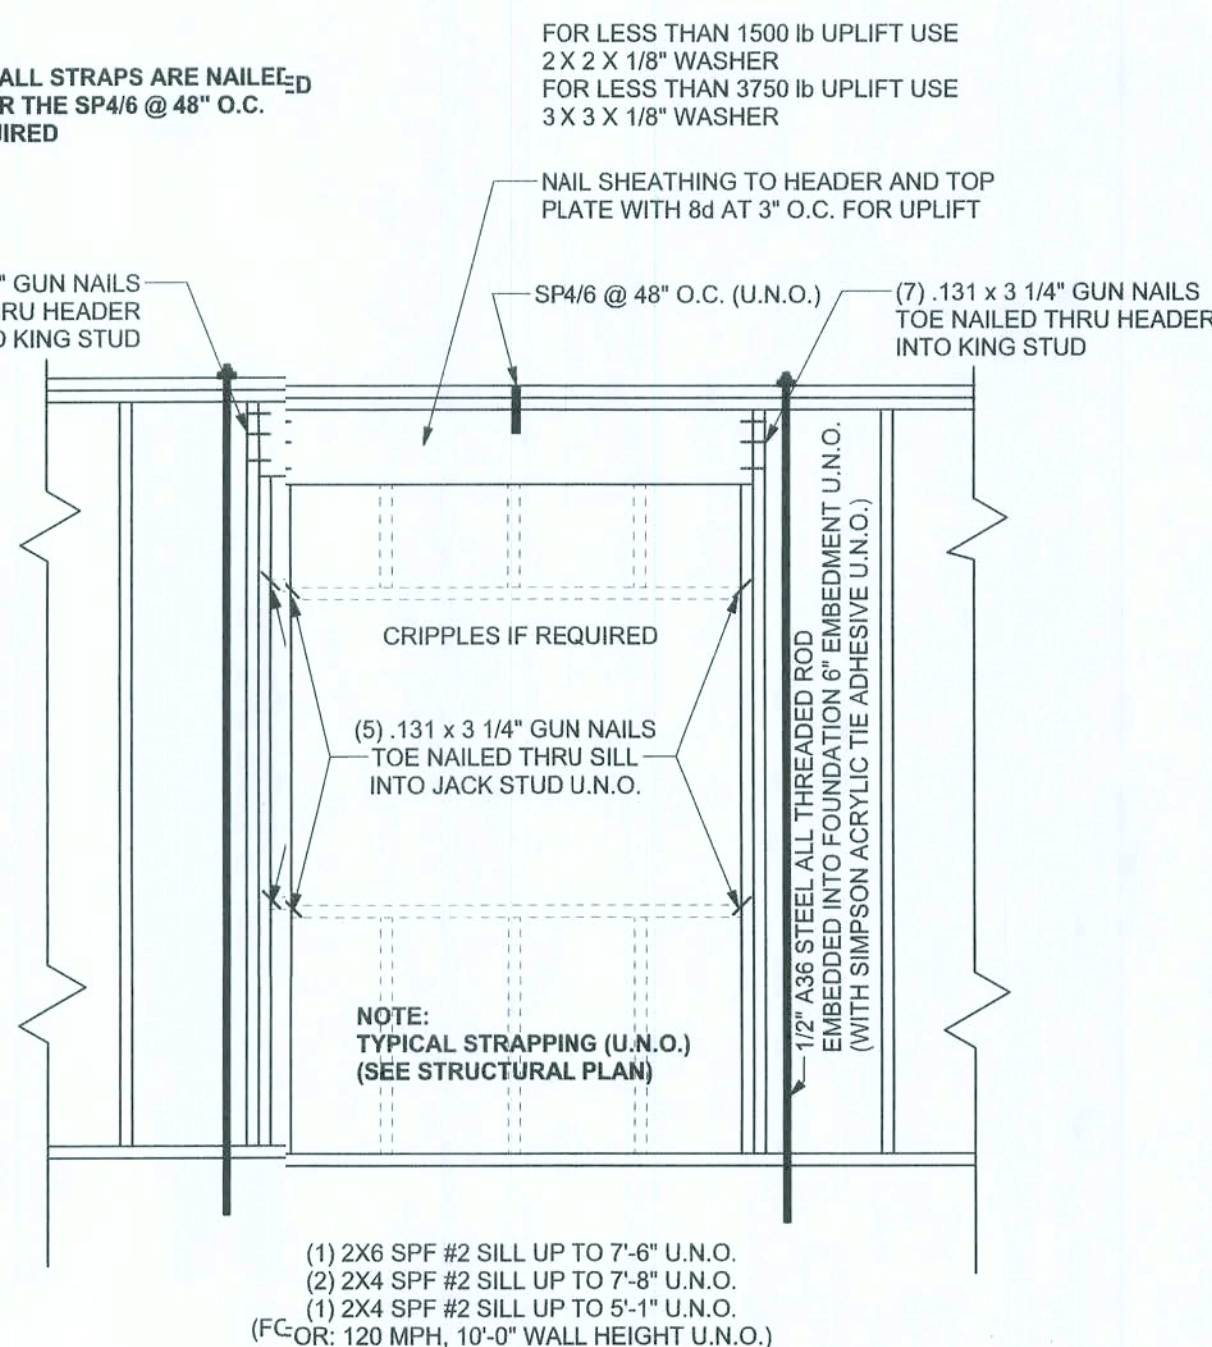 FOR LESS THAN 1500 lb UPLIFT USE
2 X 2 X 1/8" WASHER
FOR LESS THAN 3750 lb UPLIFT USE
3 X 3 X 1/8" WASHER
ALL STRAPS ARE NAILED
R THE SP4/6 @ 48" O.C.
UIRED
NAIL SHEATHING TO HEADER AND TOP
PLATE WITH 8d AT 3" O.C. FOR UPLIFT
" GUN NAILS
RU HEADER
O KING STUD
SP4/6 @ 48" O.C. (U.N.O.)
(7) .131 x 3 1/4" GUN NAILS
TOE NAILED THRU HEADER
INTO KING STUD
CRIPPLES IF REQUIRED
(5) .131 x 3 1/4" GUN NAILS
TOE NAILED THRU SILL
INTO JACK STUD U.N.O.
1/2" A36 STEEL ALL THREADED ROD
EMBEDDED INTO FOUNDATION 6" EMBEDMENT U.N.O.
(WITH SIMPSON ACRYLIC TIE ADHESIVE U.N.O.)
NOTE:
TYPICAL STRAPPING (U.N.O.)
(SEE STRUCTURAL PLAN)
(1) 2X6 SPF #2 SILL UP TO 7'-6" U.N.O.
(2) 2X4 SPF #2 SILL UP TO 7'-8" U.N.O.
(1) 2X4 SPF #2 SILL UP TO 5'-1" U.N.O.
(FOR: 120 MPH, 10'-0" WALL HEIGHT U.N.O.)